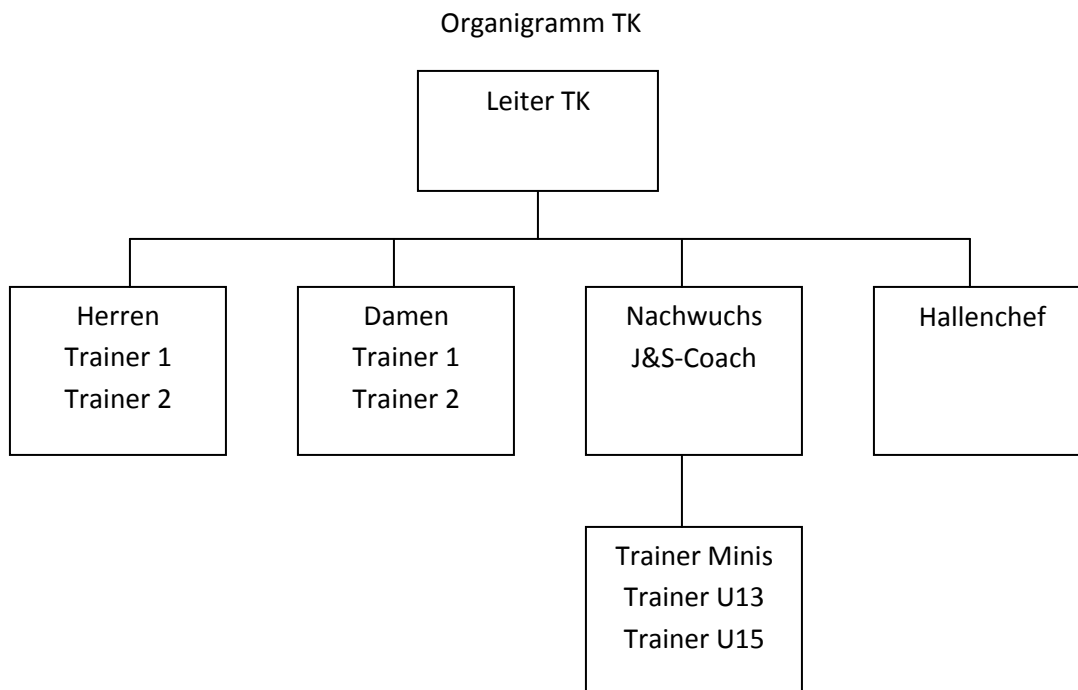 Organigramm TK
Leiter TK
Herren
Trainer 1
Trainer 2
Damen
Trainer 1
Trainer 2
Nachwuchs
J&S-Coach
Hallenchef
Trainer Minis
Trainer U13
Trainer U15